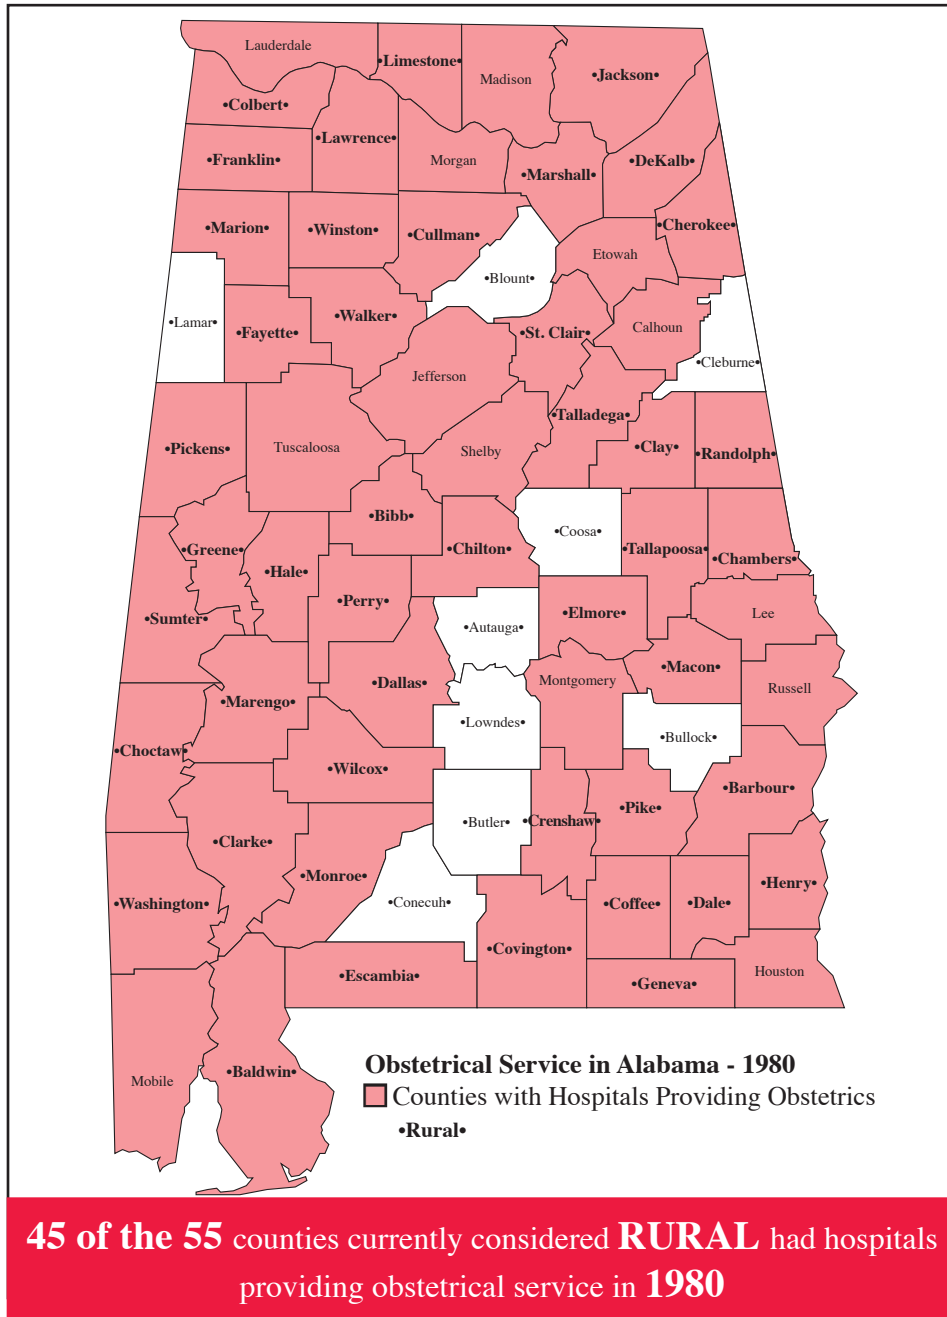 Lauderdale
•Limestone•
Madison
•Jackson•
•Colbert•
•Lawrence•
•Franklin•
Morgan
•Marshall•
•DeKalb•
•Marion•
•Winston•
•Cullman•
•Cherokee•
Etowah
•Blount•
•Lamar•
•Fayette•
•Walker•
•St. Clair•
Calhoun
•Cleburne•
Jefferson
•Talladega•
•Pickens•
Tuscaloosa
Shelby
•Clay•
•Randolph•
•Bibb•
•Coosa•
•Greene•
•Chilton•
•Tallapoosa•
•Chambers•
•Hale•
•Perry•
•Sumter•
•Autauga•
•Elmore•
Lee
•Dallas•
Montgomery
•Macon•
Russell
•Marengo•
•Lowndes•
•Bullock•
•Choctaw•
•Wilcox•
•Barbour•
•Clarke•
•Butler•
•Crenshaw•
•Pike•
•Monroe•
•Henry•
•Washington•
•Conecuh•
•Coffee•
•Dale•
•Covington•
•Escambia•
•Geneva•
Houston
Mobile
•Baldwin•
Obstetrical Service in Alabama - 1980
Counties with Hospitals Providing Obstetrics
•Rural•
45 of the 55 counties currently considered RURAL had hospitals
providing obstetrical service in 1980